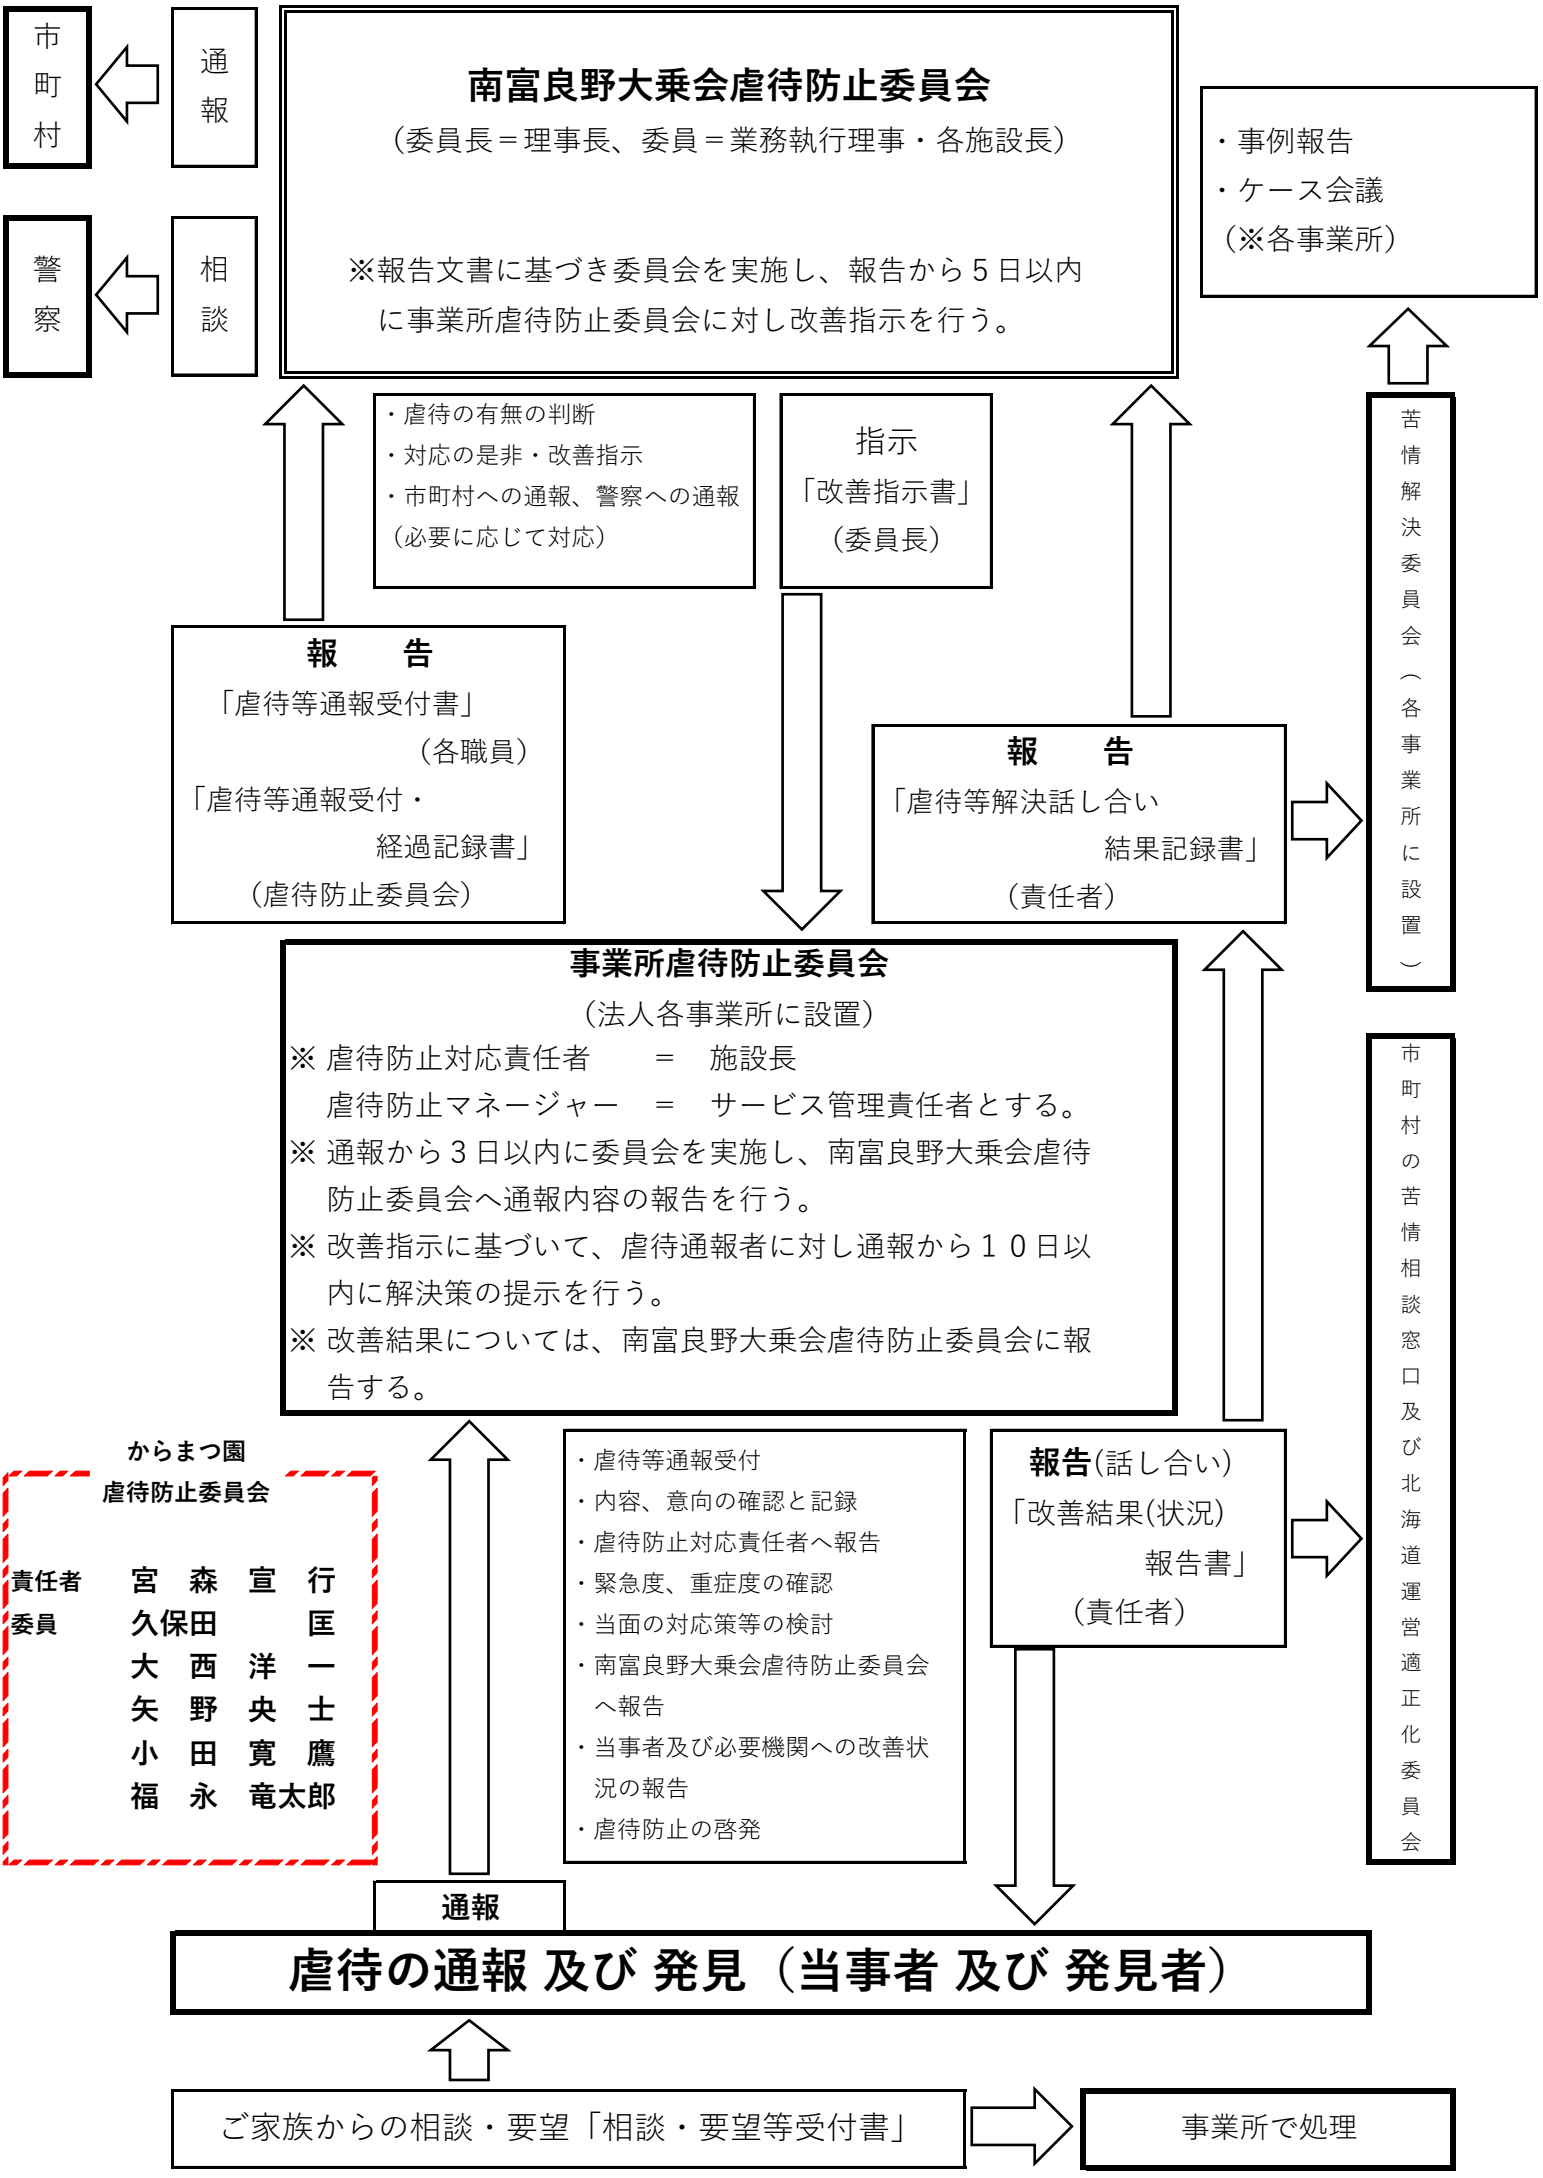 市町村
通報
南富良野大乗会虐待防止委員会
（委員長＝理事長、委員＝業務執行理事・各施設長）
※報告文書に基づき委員会を実施し、報告から５日以内
に事業所虐待防止委員会に対し改善指示を行う。
警察
相談
・事例報告
・ケース会議
（※各事業所）
・虐待の有無の判断
・対応の是非・改善指示
・市町村への通報、警察への通報
（必要に応じて対応）
指示
「改善指示書」
（委員長）
苦情解決委員会（各事業所に設置）
報　　告
「虐待等通報受付書」
（各職員）
「虐待等通報受付・
経過記録書」
（虐待防止委員会）
報　　告
「虐待等解決話し合い
結果記録書」
（責任者）
事業所虐待防止委員会
（法人各事業所に設置）
※ 虐待防止対応責任者　　＝　施設長
虐待防止マネージャー　＝　サービス管理責任者とする。
※ 通報から３日以内に委員会を実施し、南富良野大乗会虐待
防止委員会へ通報内容の報告を行う。
※ 改善指示に基づいて、虐待通報者に対し通報から１０日以
内に解決策の提示を行う。
※ 改善結果については、南富良野大乗会虐待防止委員会に報
告する。
市町村の苦情相談窓口及び北海道運営適正化委員会
からまつ園
虐待防止委員会
責任者　宮　森　宣　行
委員　久保田　　　匡
大　西　洋　一
矢　野　央　士
小　田　寛　鷹
福　永　竜太郎
・虐待等通報受付
・内容、意向の確認と記録
・虐待防止対応責任者へ報告
・緊急度、重症度の確認
・当面の対応策等の検討
・南富良野大乗会虐待防止委員会
へ報告
・当事者及び必要機関への改善状
況の報告
・虐待防止の啓発
報告(話し合い)
「改善結果(状況)
報告書」
（責任者）
通報
虐待の通報 及び 発見（当事者 及び 発見者）
ご家族からの相談・要望「相談・要望等受付書」
事業所で処理